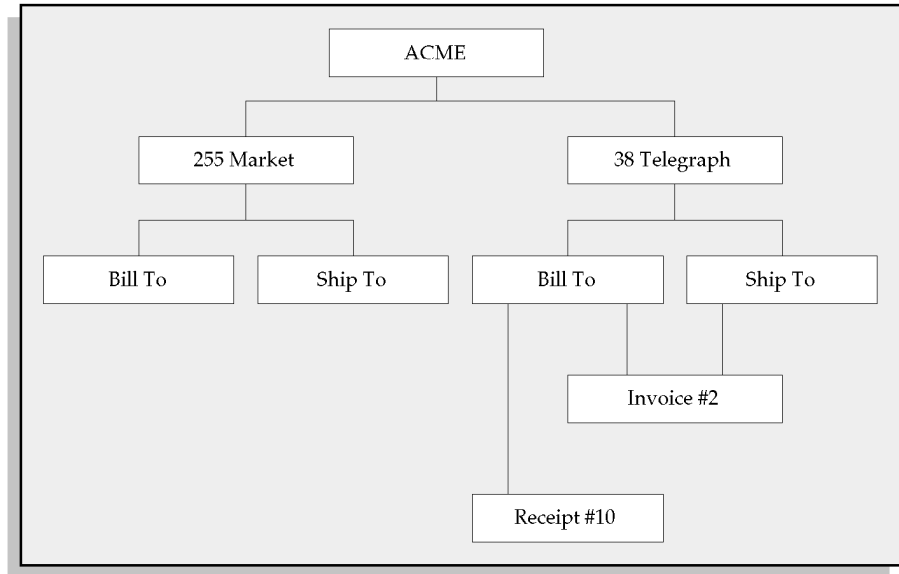 ACME
255 Market
38 Telegraph
Bill To
Ship To
Bill To
Ship To
Invoice #2
Receipt #10